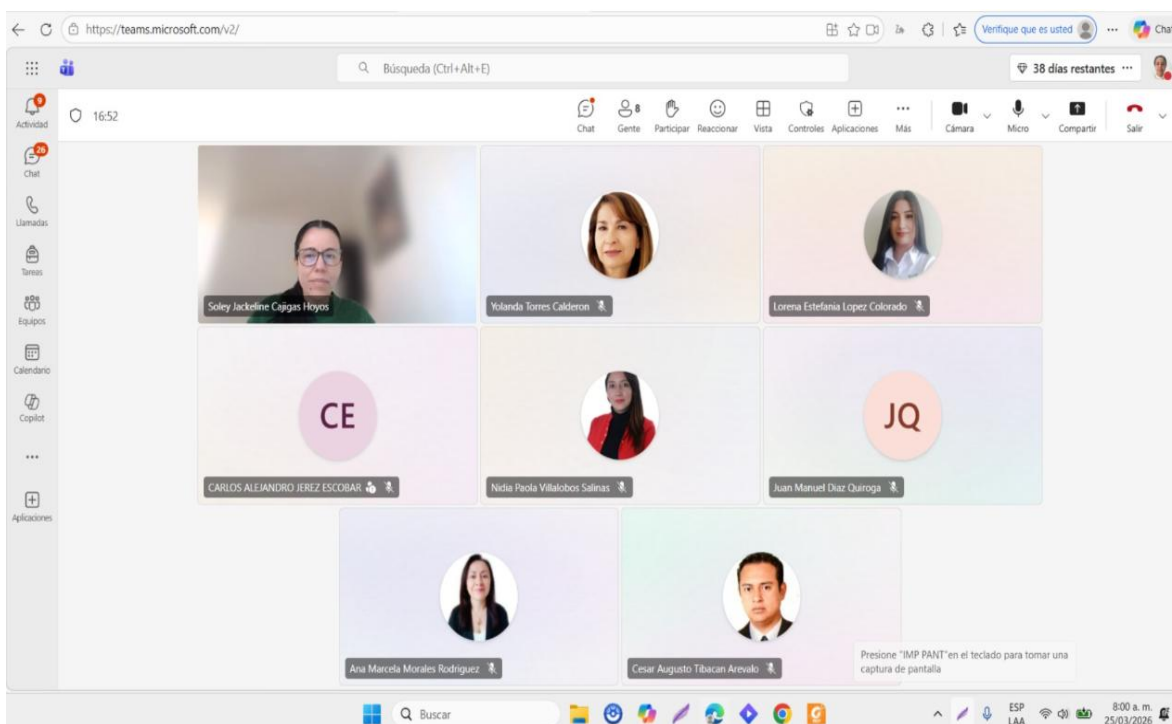 https://teams.microsoft.com/v2/
Verifique que es usted
Chat
Búsqueda (Ctrl+Alt+E)
38 días restantes
9
Actividad
16:52
8
Chat
Gente
Participar
Reaccionar
Vista
Controles
Aplicaciones
Más
Cámara
Micro
Compartir
Salir
26
Chat
Llamadas
Tareas
Equipos
Calendario
Copilot
Aplicaciones
Soley Jackeline Cajigas Hoyos
Yolanda Torres Calderon
Lorena Estefania Lopez Colorado
CE
CARLOS ALEJANDRO JEREZ ESCOBAR
Nidia Paola Villalobos Salinas
JQ
Juan Manuel Diaz Quiroga
Ana Marcela Morales Rodriguez
Cesar Augusto Tibacan Arevalo
Presione "IMP PANT"en el teclado para tomar una
captura de pantalla
Buscar
ESP
LAA
8:00 a. m.
25/03/2026